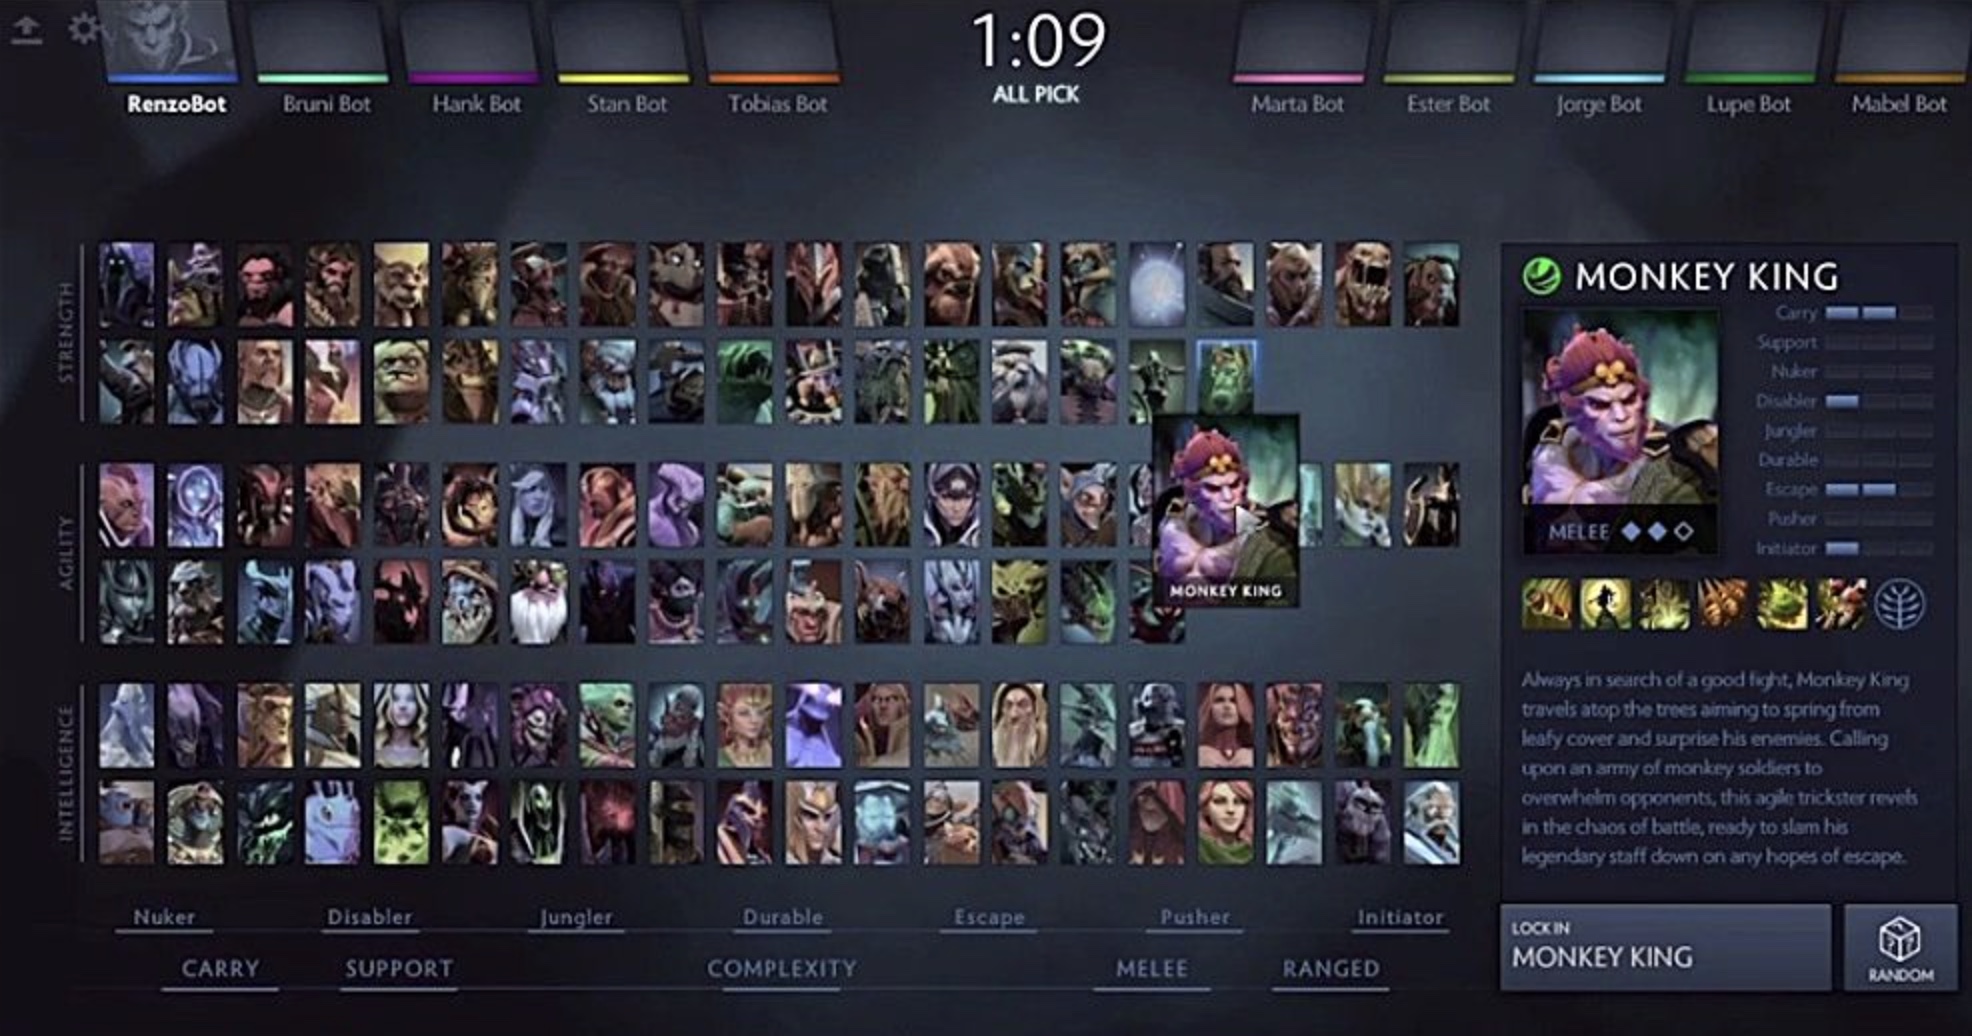 1:09
ALL PICK
RenzoBot
Bruni Bot
Hank Bot
Stan Bot
Tobias Bot
Marta Bot
Ester Bot
Jorge Bot
Lupe Bot
Mabel Bot
STRENGTH
AGILITY
INTELLIGENCE
MONKEY KING
MONKEY KING
Carry
Support
Nuker
Disabler
Jungler
Durable
Escape
Pusher
Initiator
MELEE
Always in search of a good fight, Monkey King
travels atop the trees aiming to spring from
leafy cover and surprise his enemies. Calling
upon an army of monkey soldiers to
overwhelm opponents, this agile trickster revels
in the chaos of battle, ready to slam his
legendary staff down on any hopes of escape.
Nuker
Disabler
Jungler
Durable
Escape
Pusher
Initiator
CARRY
SUPPORT
COMPLEXITY
MELEE
RANGED
LOCK IN
MONKEY KING
RANDOM